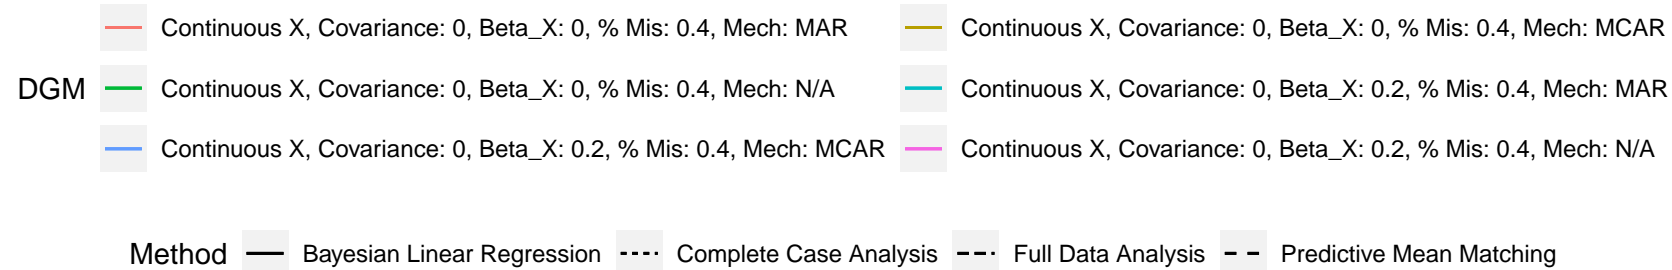 Continuous X, Covariance: 0, Beta_X: 0, % Mis: 0.4, Mech: MAR Continuous X, Covariance: 0, Beta_X: 0, % Mis: 0.4, Mech: MCAR
DGM Continuous X, Covariance: 0, Beta_X: 0, % Mis: 0.4, Mech: N/A Continuous X, Covariance: 0, Beta_X: 0.2, % Mis: 0.4, Mech: MAR
Continuous X, Covariance: 0, Beta_X: 0.2, % Mis: 0.4, Mech: MCAR Continuous X, Covariance: 0, Beta_X: 0.2, % Mis: 0.4, Mech: N/A
Method Bayesian Linear Regression Complete Case Analysis Full Data Analysis Predictive Mean Matching